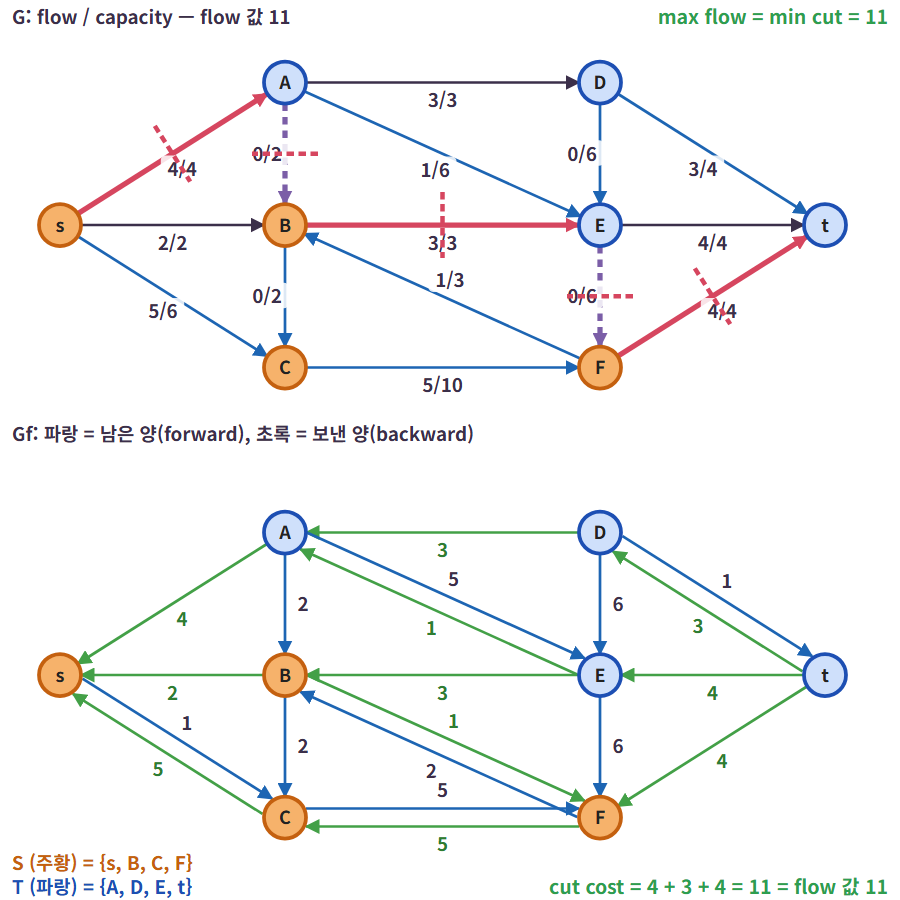 G: flow / capacity — flow 값 11
max flow = min cut = 11
A
D
3/3
4/4
0/2
1/6
0/6
3/4
s
B
E
t
2/2
3/3
4/4
1/3
5/6
0/2
0/6
4/4
C
F
5/10
Gf: 파랑 = 남은 양(forward), 초록 = 보낸 양(backward)
A
D
3
5
1
4
2
1
6
3
s
B
E
t
2
3
4
1
1
5
2
2
6
4
5
C
F
5
S (주황) = {s, B, C, F}
T (파랑) = {A, D, E, t}
cut cost = 4 + 3 + 4 = 11 = flow 값 11